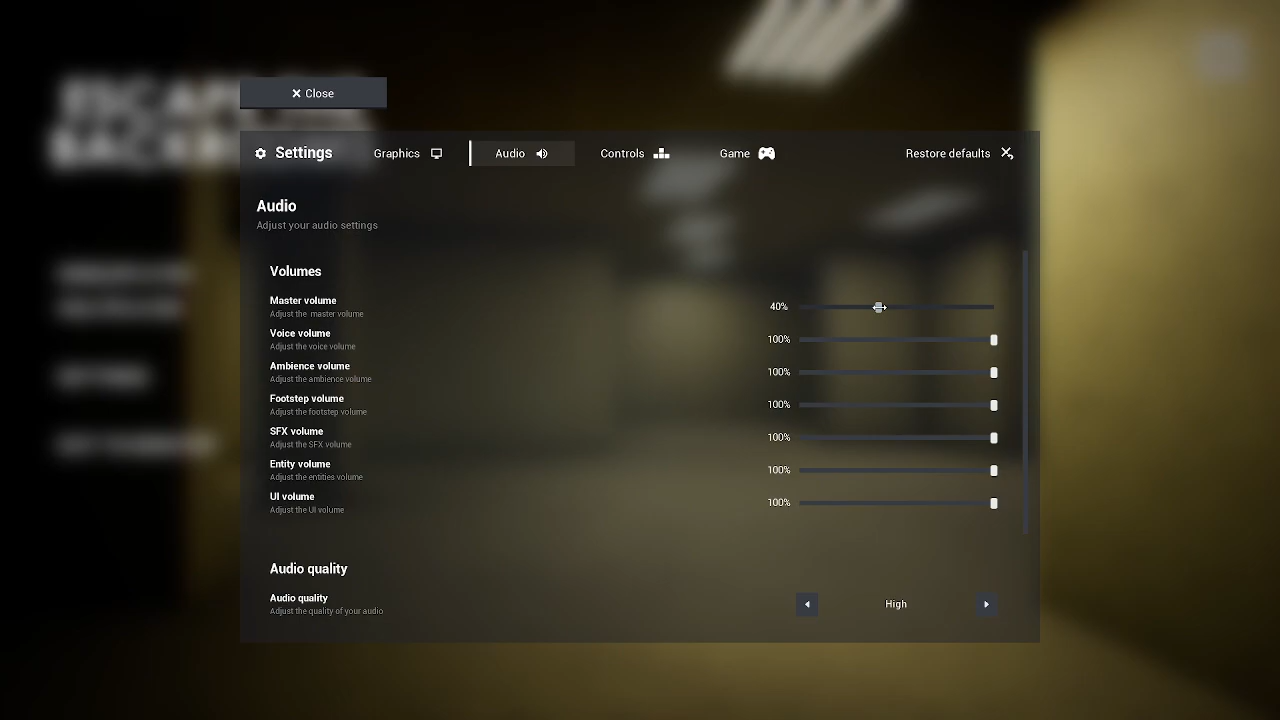 Close
Settings
Graphics
Audio
Controls
Game
Restore defaults
Audio
Adjust your audio settings
Volumes
Master volume
Adjust the master volume
40%
Voice volume
Adjust the voice volume
100%
Ambience volume
Adjust the ambience volume
100%
Footstep volume
Adjust the footstep volume
100%
SFX volume
Adjust the SFX volume
100%
Entity volume
Adjust the entities volume
100%
UI volume
Adjust the UI volume
100%
Audio quality
Audio quality
Adjust the quality of your audio
High